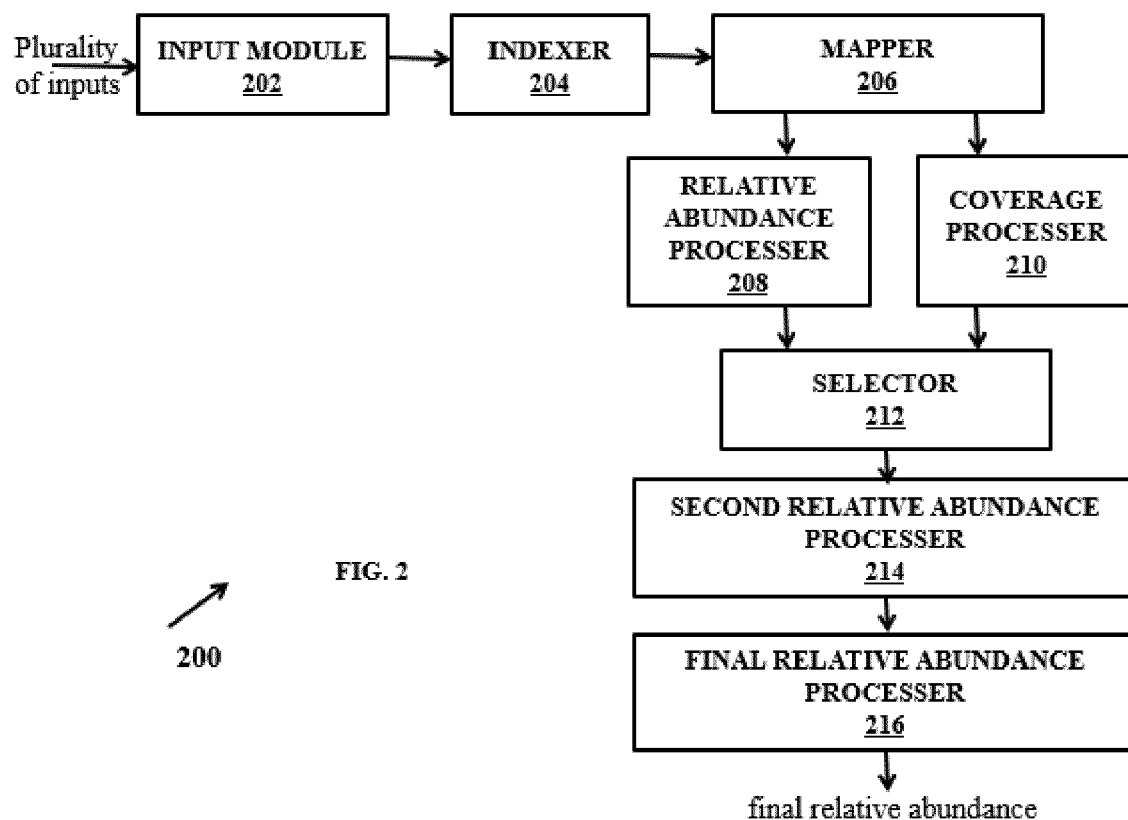 Plurality
of inputs
INPUT MODULE
202
INDEXER
204
MAPPER
206
RELATIVE
ABUNDANCE
PROCESSER
208
COVERAGE
PROCESSER
210
SELECTOR
212
SECOND RELATIVE ABUNDANCE
PROCESSER
214
FINAL RELATIVE ABUNDANCE
PROCESSER
216
final relative abundance
FIG. 2
200